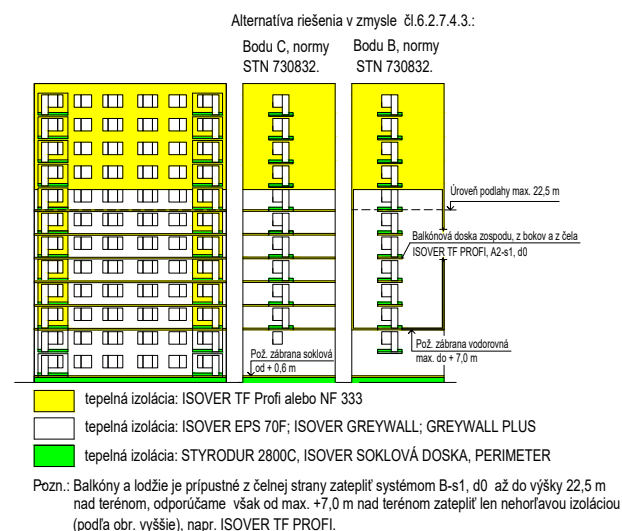 Alternatíva riešenia v zmysle čl.6.2.7.4.3.:
Bodu C, normy
STN 730832.
Bodu B, normy
STN 730832.
Úroveň podlahy max. 22,5 m
Balkónová doska zospodu, z bokov a z čela
ISOVER TF PROFI, A2-s1, d0
Pož. zábrana soklová
od + 0,6 m
Pož. zábrana vodorovná
max. do + 7,0 m
tepelná izolácia: ISOVER TF Profi alebo NF 333
tepelná izolácia: ISOVER EPS 70F; ISOVER GREYWALL; GREYWALL PLUS
tepelná izolácia: STYRODUR 2800C, ISOVER SOKLOVÁ DOSKA, PERIMETER
Pozn.: Balkóny a lodžie je prípustné z čelnej strany zatepliť systémom B-s1, d0 až do výšky 22,5 m
nad terénom, odporúčame však od max. +7,0 m nad terénom zatepliť len nehorľavou izoláciou
(podľa obr. vyššie), napr. ISOVER TF PROFI.